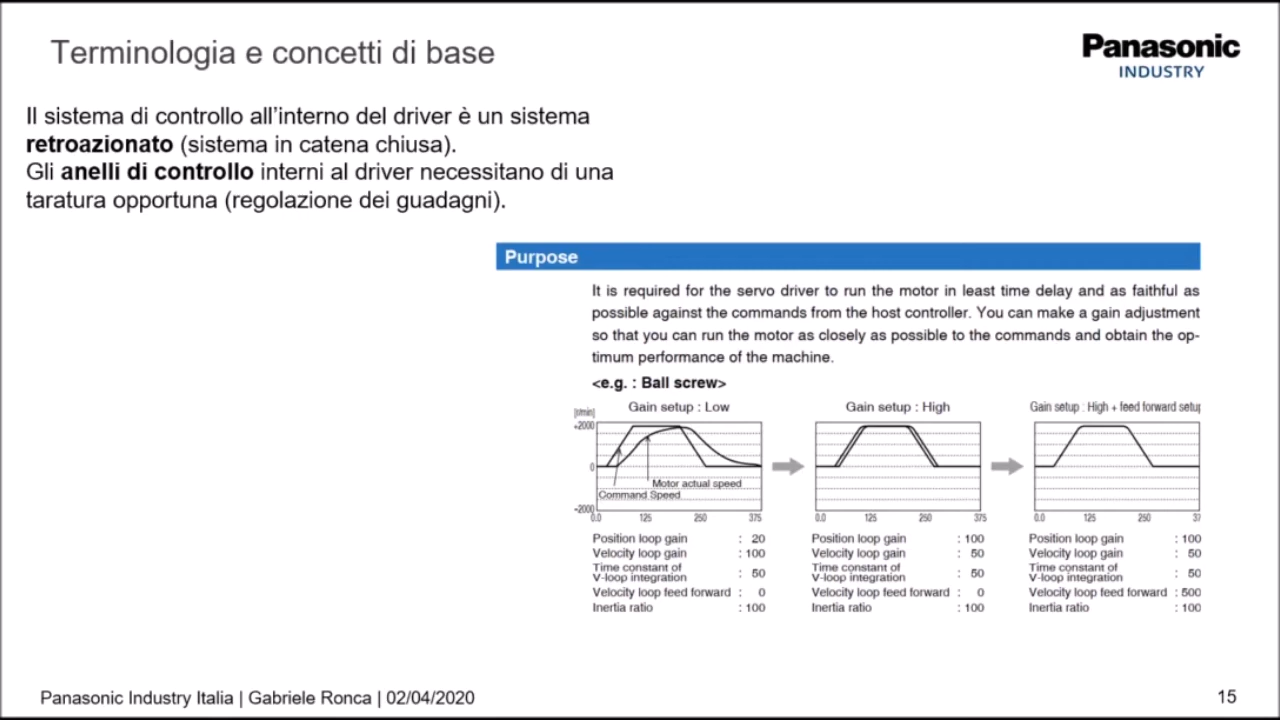 Terminologia e concetti di base
Panasonic
INDUSTRY
Il sistema di controllo all'interno del driver è un sistema
retroazionato (sistema in catena chiusa).
Gli anelli di controllo interni al driver necessitano di una
taratura opportuna (regolazione dei guadagni).
Purpose
It is required for the servo driver to run the motor in least time delay and as faithful as
possible against the commands from the host controller. You can make a gain adjustment
so that you can run the motor as closely as possible to the commands and obtain the op-
timum performance of the machine.
<e.g. : Ball screw>
Gain setup : Low
[r/min]
+2000
0
-2000
Motor actual speed
Command Speed
0.0 125 250 375
Position loop gain : 20
Velocity loop gain : 100
Time constant of
V-loop integration : 50
Velocity loop feed forward : 0
Inertia ratio : 100
Gain setup : High
0.0 125 250 375
Position loop gain : 100
Velocity loop gain : 50
Time constant of
V-loop integration : 50
Velocity loop feed forward : 0
Inertia ratio : 100
Gain setup : High + feed forward setup
0.0 125 250 37
Position loop gain : 100
Velocity loop gain : 50
Time constant of
V-loop integration : 50
Velocity loop feed forward : 500
Inertia ratio : 100
Panasonic Industry Italia | Gabriele Ronca | 02/04/2020
15